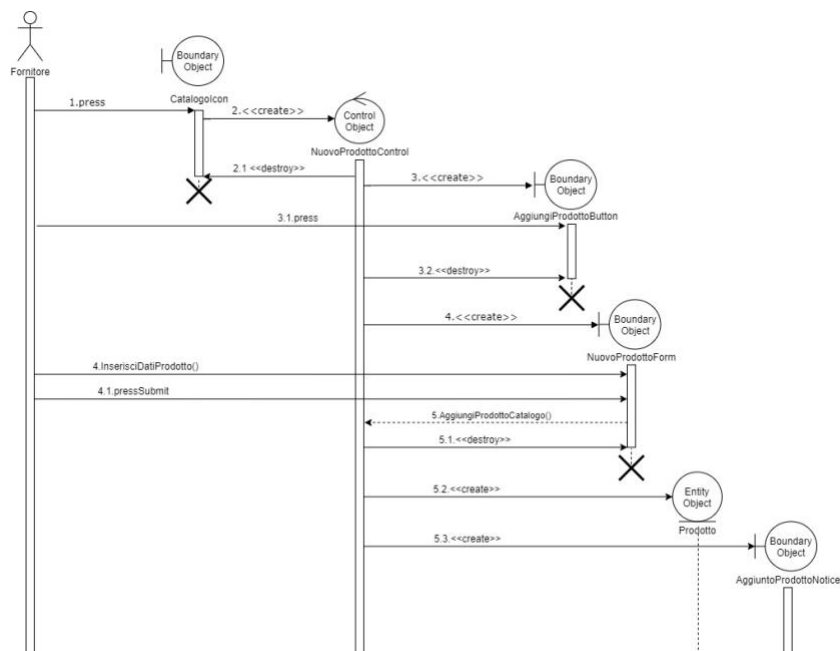 Fornitore
Boundary
Object
CatalogoIcon
1.press
2.<<create>>
Control
Object
NuovoProdottoControl
2.1 <<destroy>>
3.<<create>>
Boundary
Object
AggiungiProdottoButton
3.1.press
3.2.<<destroy>>
4.<<create>>
Boundary
Object
NuovoProdottoForm
4.InserisciDatiProdotto()
4.1.pressSubmit
5.AggiungiProdottoCatalogo()
5.1.<<destroy>>
5.2.<<create>>
Entity
Object
Prodotto
5.3.<<create>>
Boundary
Object
AggiuntoProdottoNotice